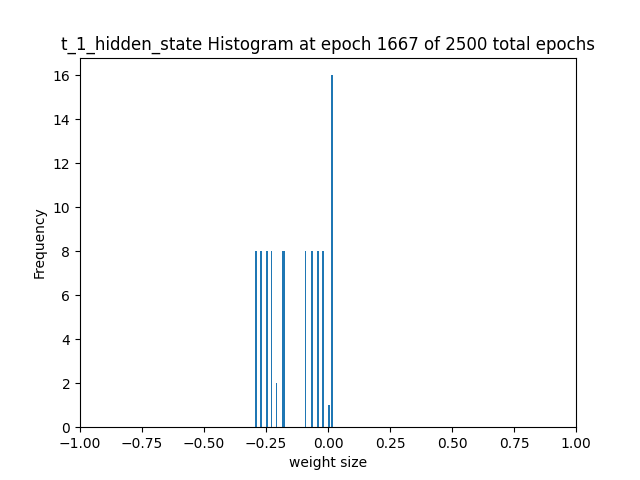 t_1_hidden_state Histogram at epoch 1667 of 2500 total epochs
16
14
12
10
8
6
4
2
0
Frequency
−1.00 −0.75 −0.50 −0.25 0.00 0.25 0.50 0.75 1.00
weight size